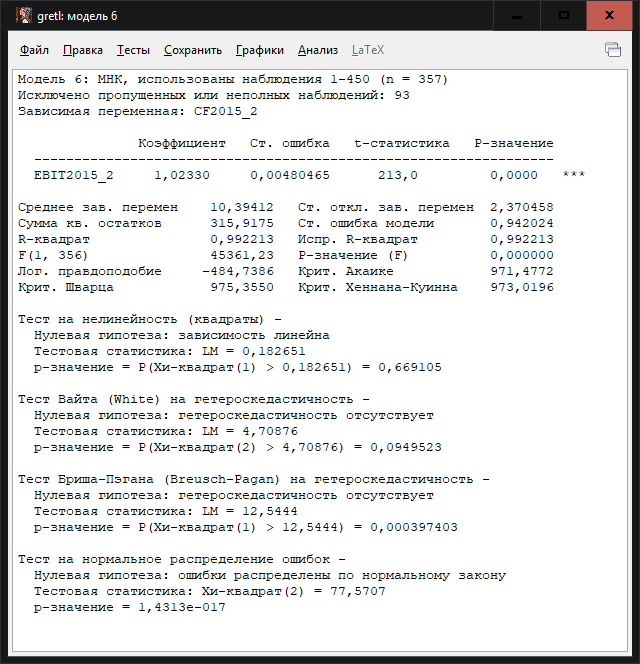 gretl: модель 6
Файл Правка Тесты Сохранить Графики Анализ LaTeX
Модель 6: МНК, использованы наблюдения 1-450 (n = 357)
Исключено пропущенных или неполных наблюдений: 93
Зависимая переменная: CF2015_2
Коэффициент Ст. ошибка t-статистика P-значение
---------------------------------------------------------
EBIT2015_2 1,02330 0,00480465 213,0 0,0000 ***
Среднее зав. перемен 10,39412 Ст. откл. зав. перемен 2,370458
Сумма кв. остатков 315,9175 Ст. ошибка модели 0,942024
R-квадрат 0,992213 Испр. R-квадрат 0,992213
F(1, 356) 45361,23 Р-значение (F) 0,000000
Лог. правдоподобие -484,7386 Крит. Акаике 971,4772
Крит. Шварца 975,3550 Крит. Хеннана-Куинна 973,0196
Тест на нелинейность (квадраты) -
Нулевая гипотеза: зависимость линейна
Тестовая статистика: LM = 0,182651
р-значение = P(Хи-квадрат(1) > 0,182651) = 0,669105
Тест Вайта (White) на гетероскедастичность -
Нулевая гипотеза: гетероскедастичность отсутствует
Тестовая статистика: LM = 4,70876
р-значение = P(Хи-квадрат(2) > 4,70876) = 0,0949523
Тест Бриша-Пэгана (Breusch-Pagan) на гетероскедастичность -
Нулевая гипотеза: гетероскедастичность отсутствует
Тестовая статистика: LM = 12,5444
р-значение = P(Хи-квадрат(1) > 12,5444) = 0,000397403
Тест на нормальное распределение ошибок -
Нулевая гипотеза: ошибки распределены по нормальному закону
Тестовая статистика: Хи-квадрат(2) = 77,5707
р-значение = 1,4313e-017